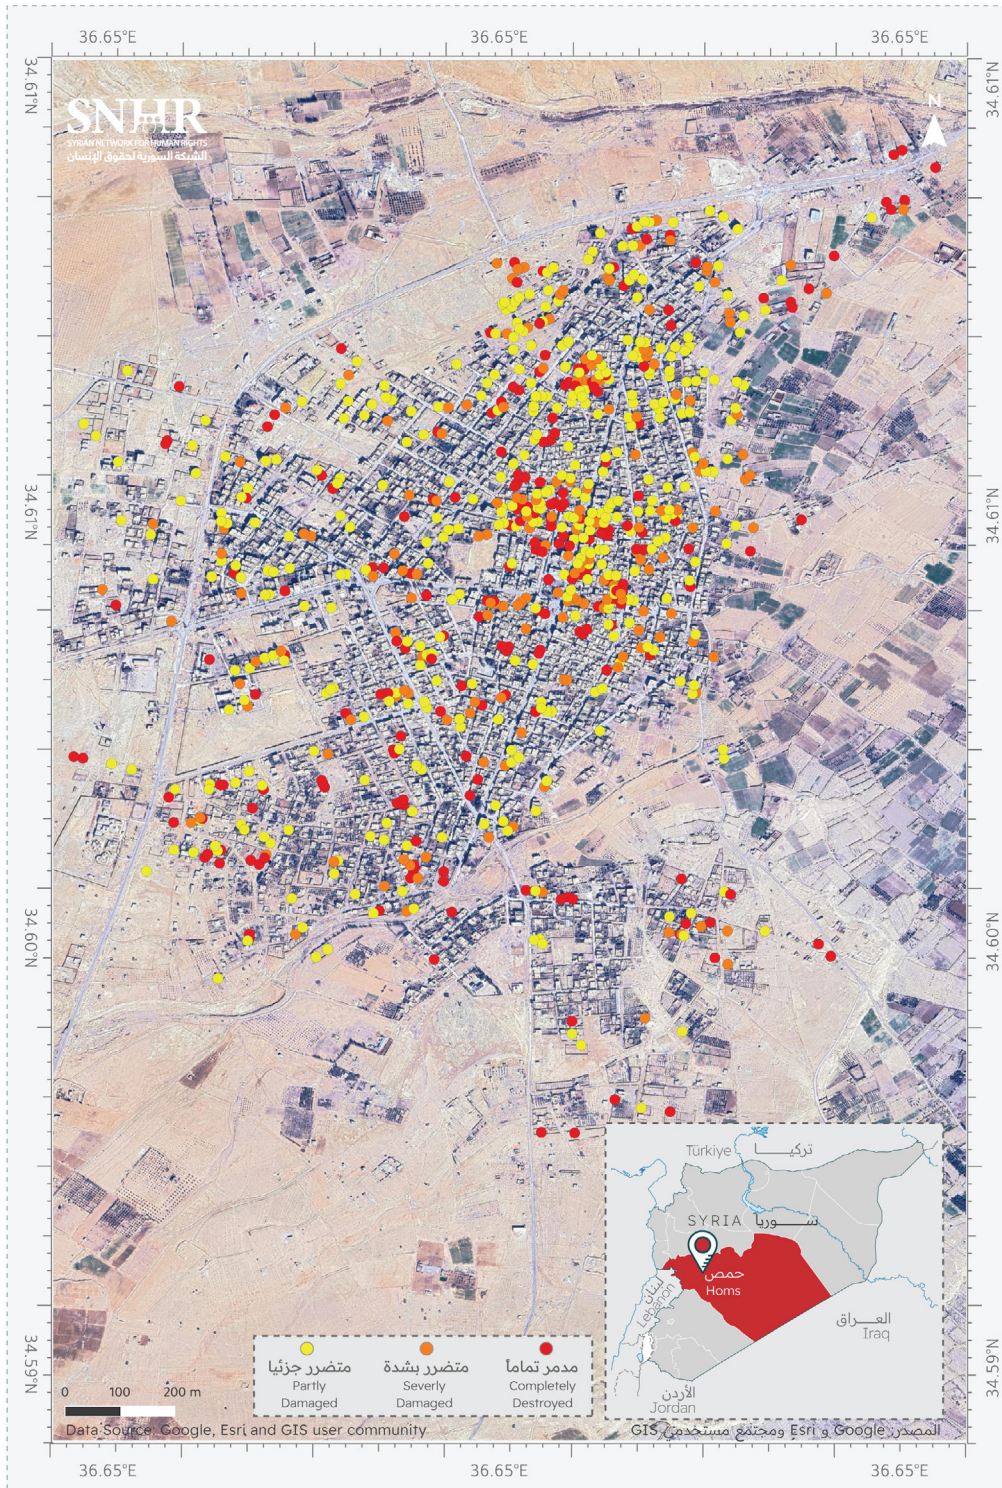 36.65°E
36.65°E
36.65°E
34.61°N
34.61°N
SNHR
SYRIAN NETWORK FOR HUMAN RIGHTS
الشبكة السورية لحقوق الإنسان
N
34.61°N
34.61°N
34.60°N
34.60°N
Türkiye
تركيــــا
SYRIA
سـوريا
حمص
Homs
لبنان
Lebanon
العــراق
Iraq
الأردن
Jordan
34.59°N
34.59°N
متضرر جزئيا
Partly
Damaged
متضرر بشدة
Severly
Damaged
مدمر تماماً
Completely
Destroyed
0 100 200 m
Data Source: Google, Esri and GIS user community
المصدر: Google و Esri ومجتمع مستخدمي GIS
36.65°E
36.65°E
36.65°E